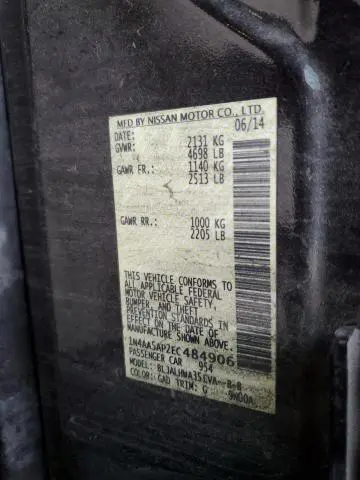 MFD BY NISSAN MOTOR CO., LTD.
DATE: 06/14
GVWR: 2131 KG
4698 LB
GAWR FR.: 1140 KG
2513 LB
GAWR RR.: 1000 KG
2205 LB
THIS VEHICLE CONFORMS TO
ALL APPLICABLE FEDERAL
MOTOR VEHICLE SAFETY,
BUMPER, AND THEFT
PREVENTION STANDARDS
IN EFFECT ON THE DATE OF
MANUFACTURE SHOWN ABOVE.
1N4AA5AP2EC484906
PASSENGER CAR 954
MODEL: BLJALHWA35EVA--B-B
COLOR: GAD TRIM: G